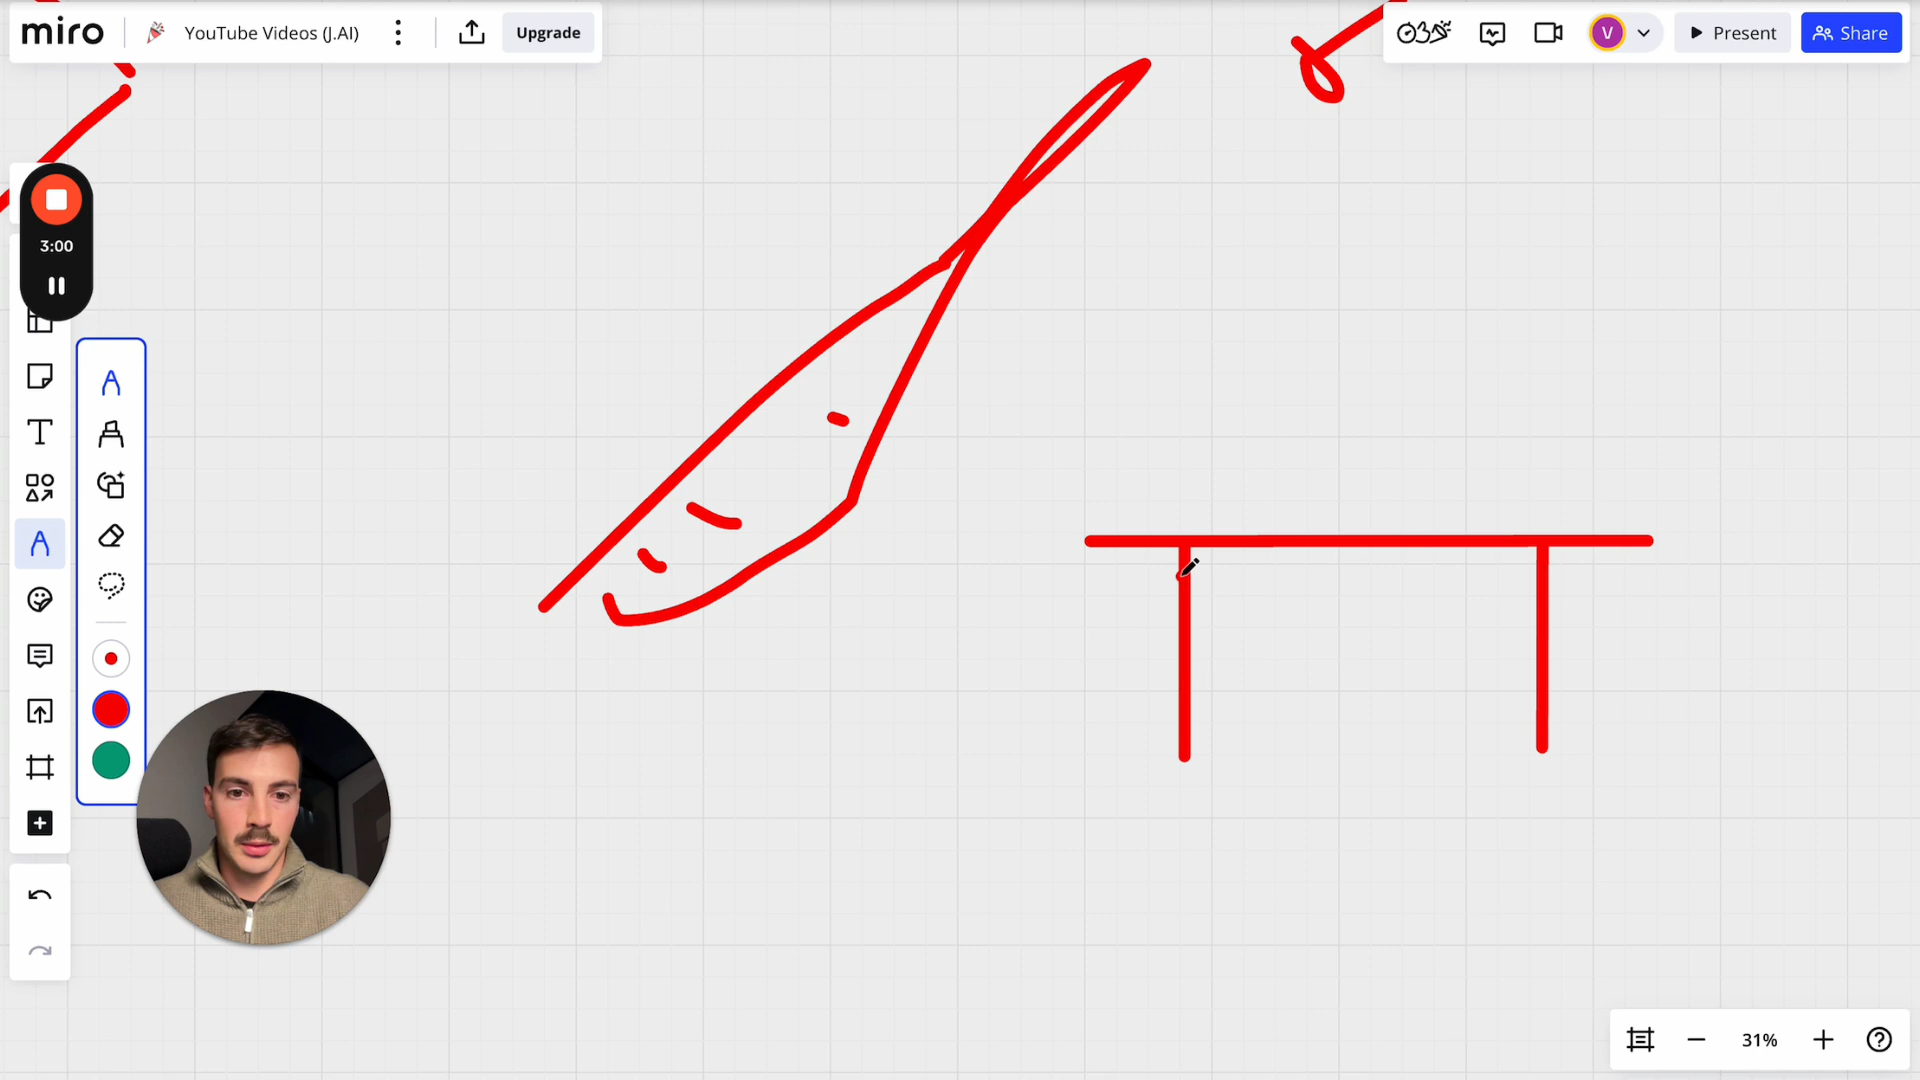 miro
YouTube Videos (J.AI)
Upgrade
V
Present
Share
3:00
31%